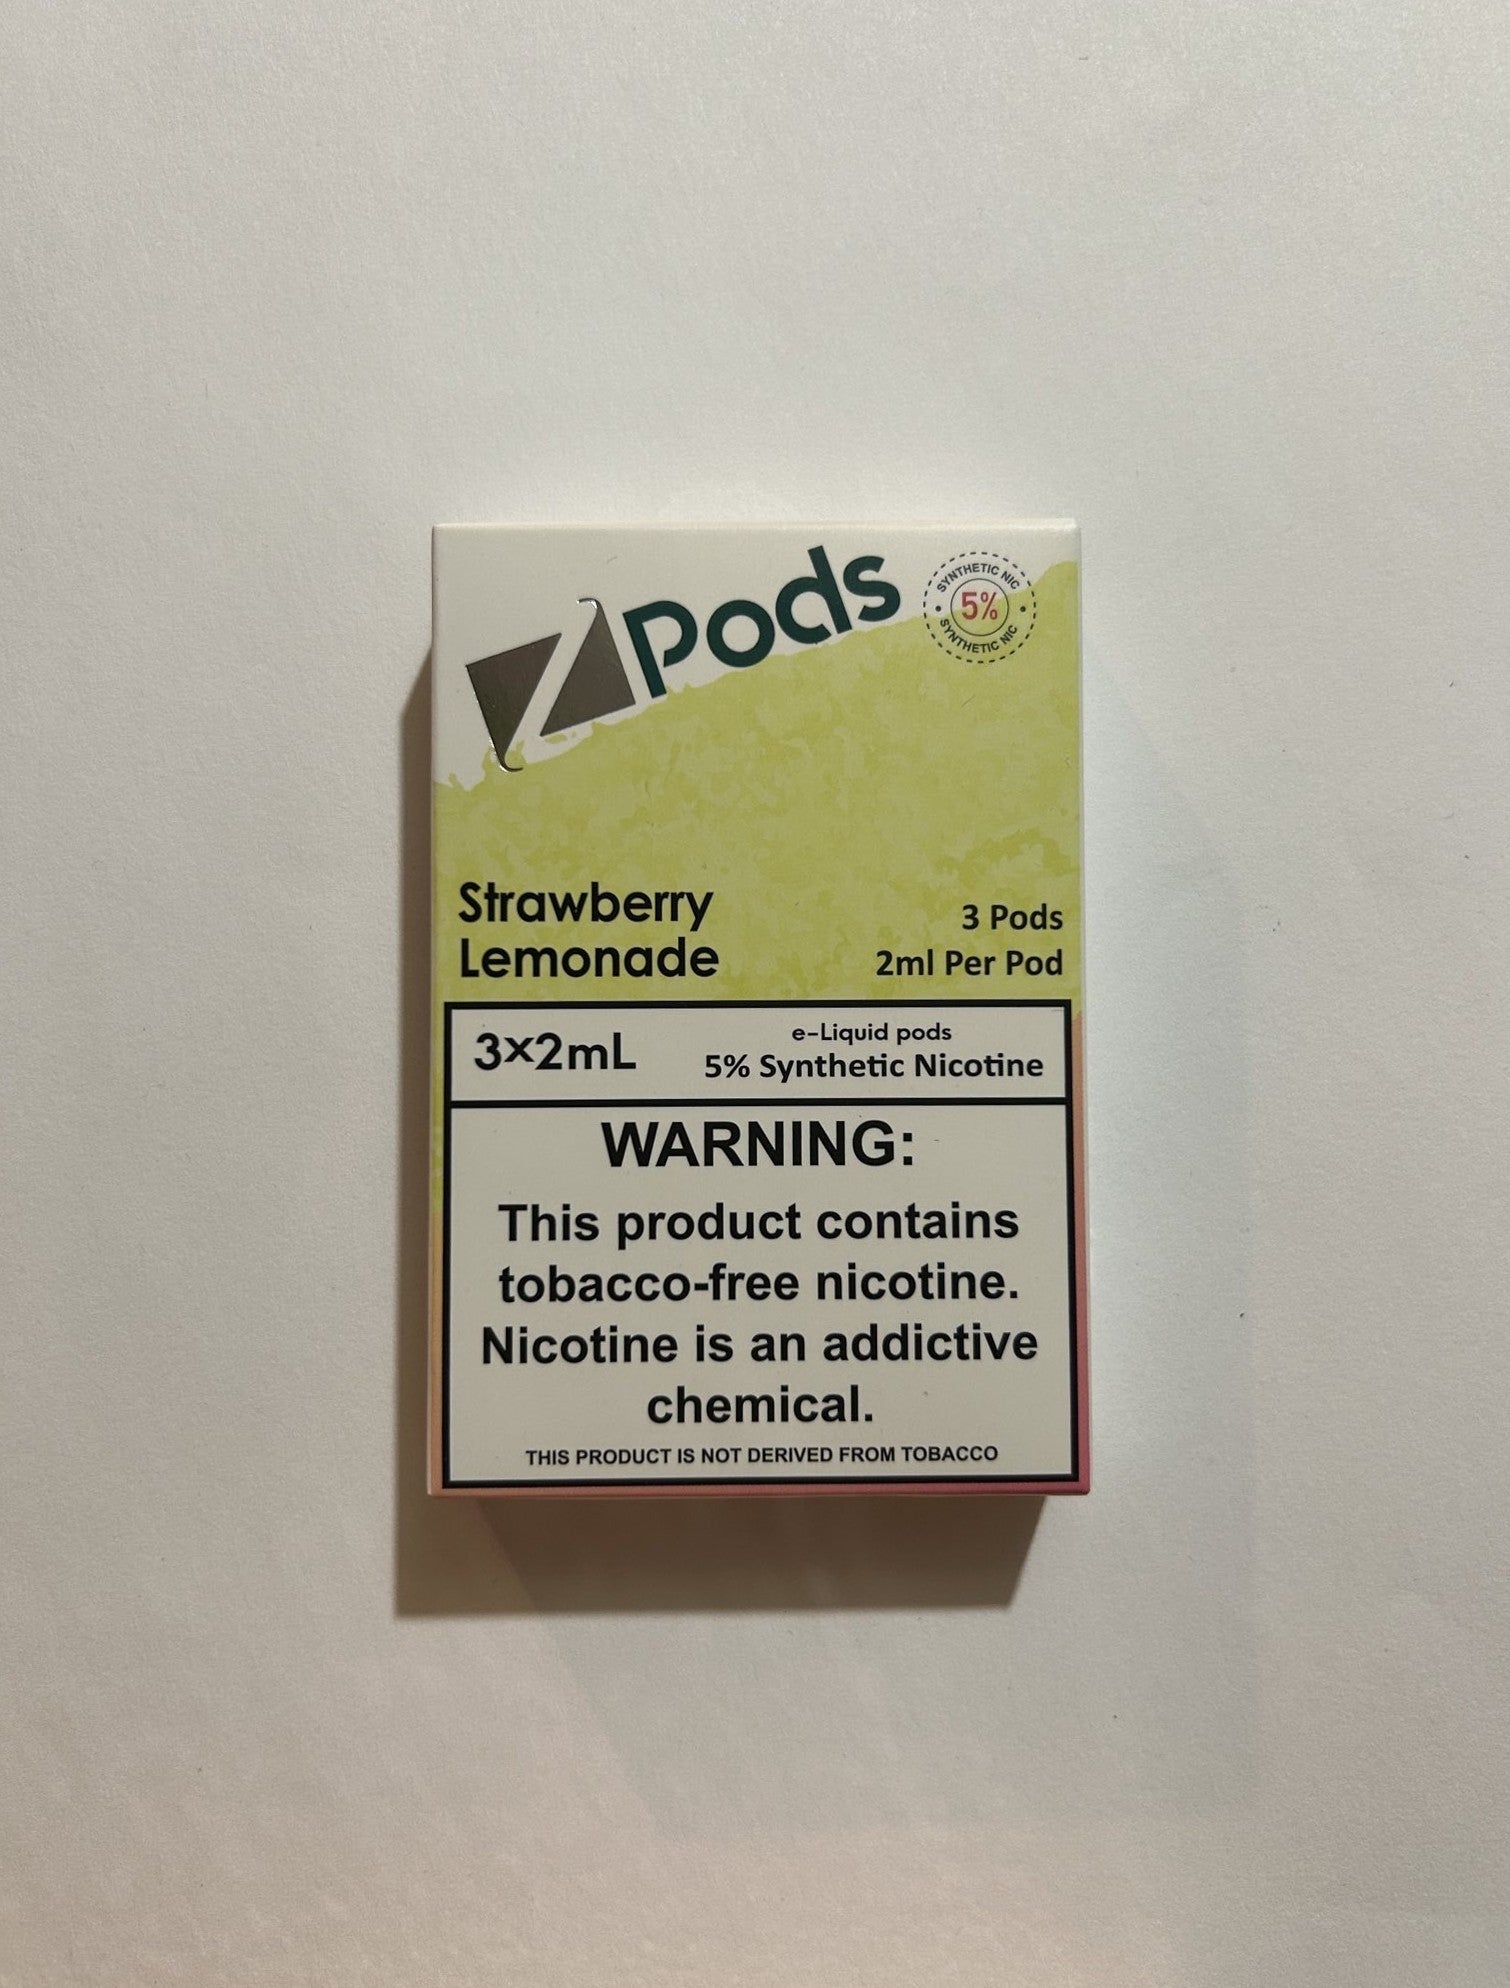 Z Pods
SYNTHETIC NIC
5%
SYNTHETIC NIC
Strawberry
Lemonade
3 Pods
2ml Per Pod
3×2mL
e-Liquid pods
5% Synthetic Nicotine
WARNING:
This product contains
tobacco-free nicotine.
Nicotine is an addictive
chemical.
THIS PRODUCT IS NOT DERIVED FROM TOBACCO